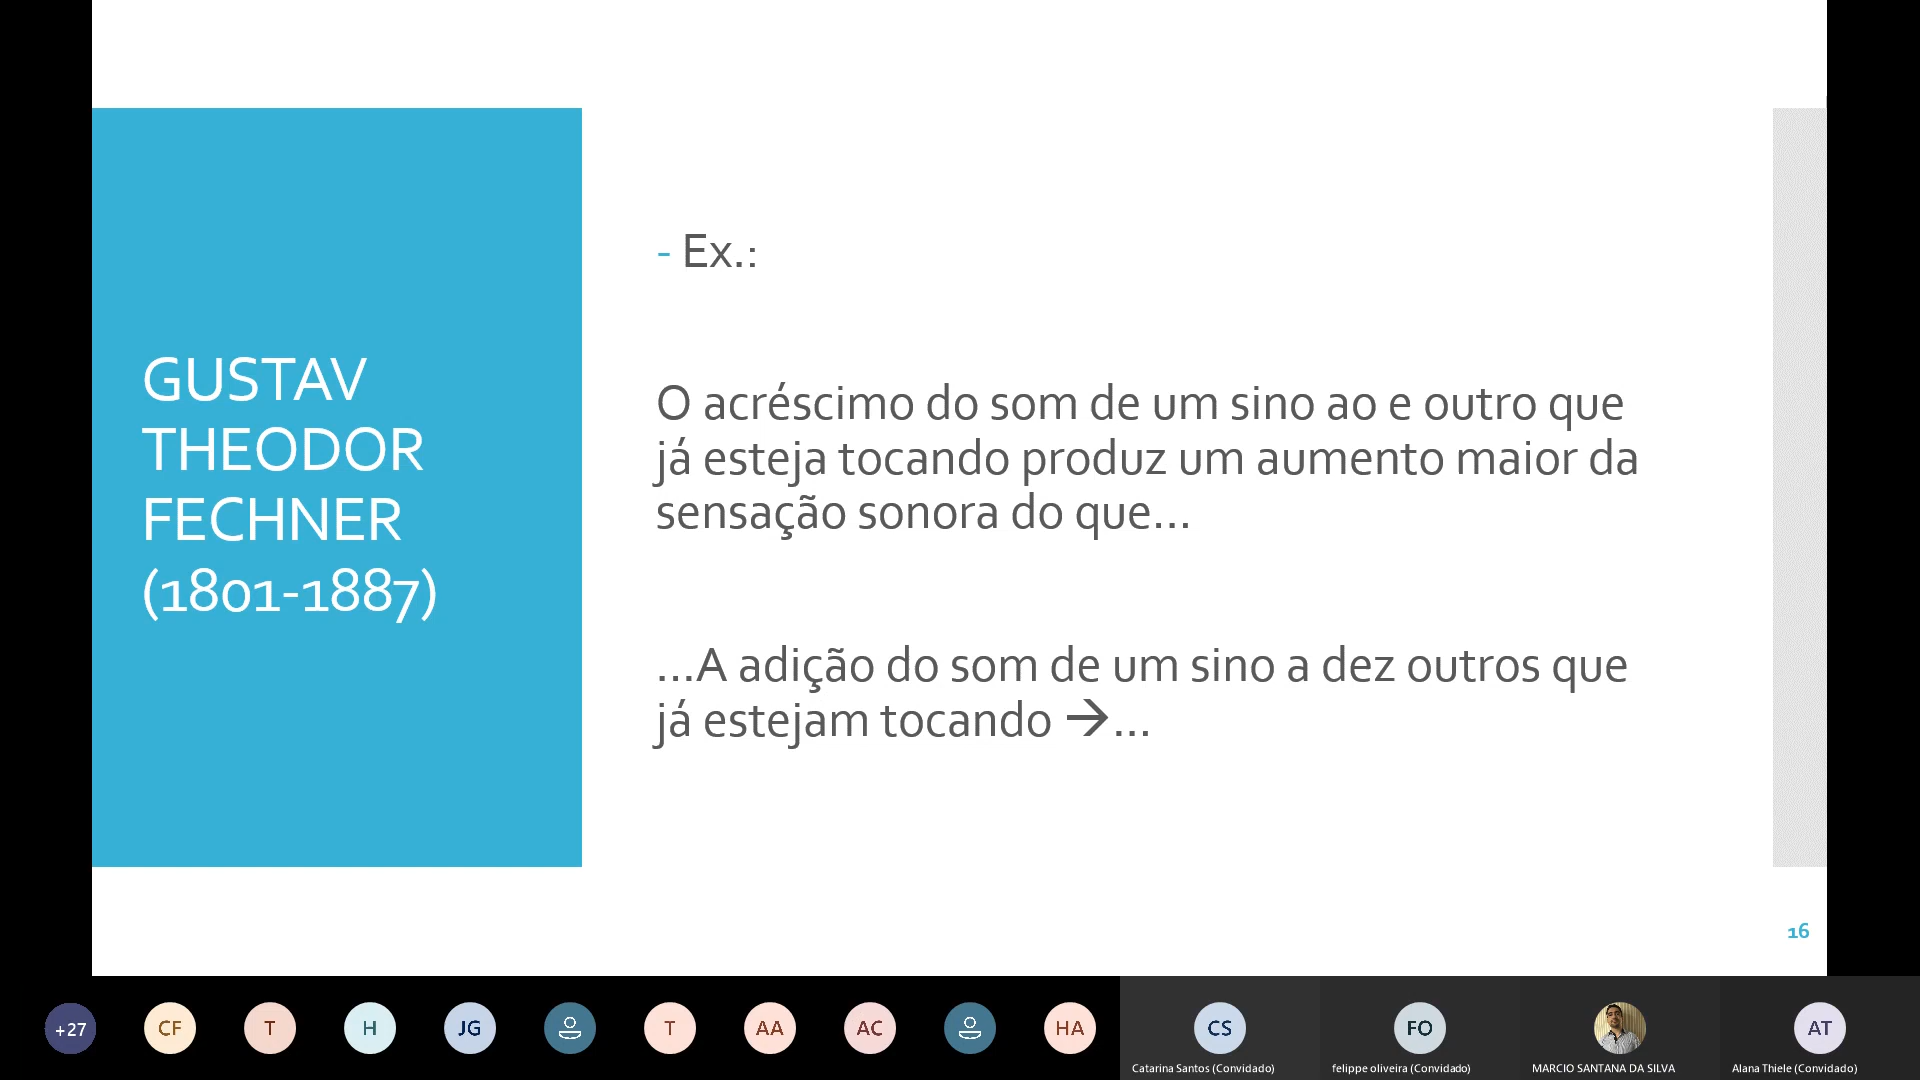 GUSTAV
THEODOR
FECHNER
(1801-1887)
- Ex.:
O acréscimo do som de um sino ao e outro que
já esteja tocando produz um aumento maior da
sensação sonora do que...
...A adição do som de um sino a dez outros que
já estejam tocando →...
16
+27
CF
T
H
JG
T
AA
AC
HA
CS
FO
AT
Catarina Santos (Convidado)
felippe oliveira (Convidado)
MARCIO SANTANA DA SILVA
Alana Thiele (Convidado)